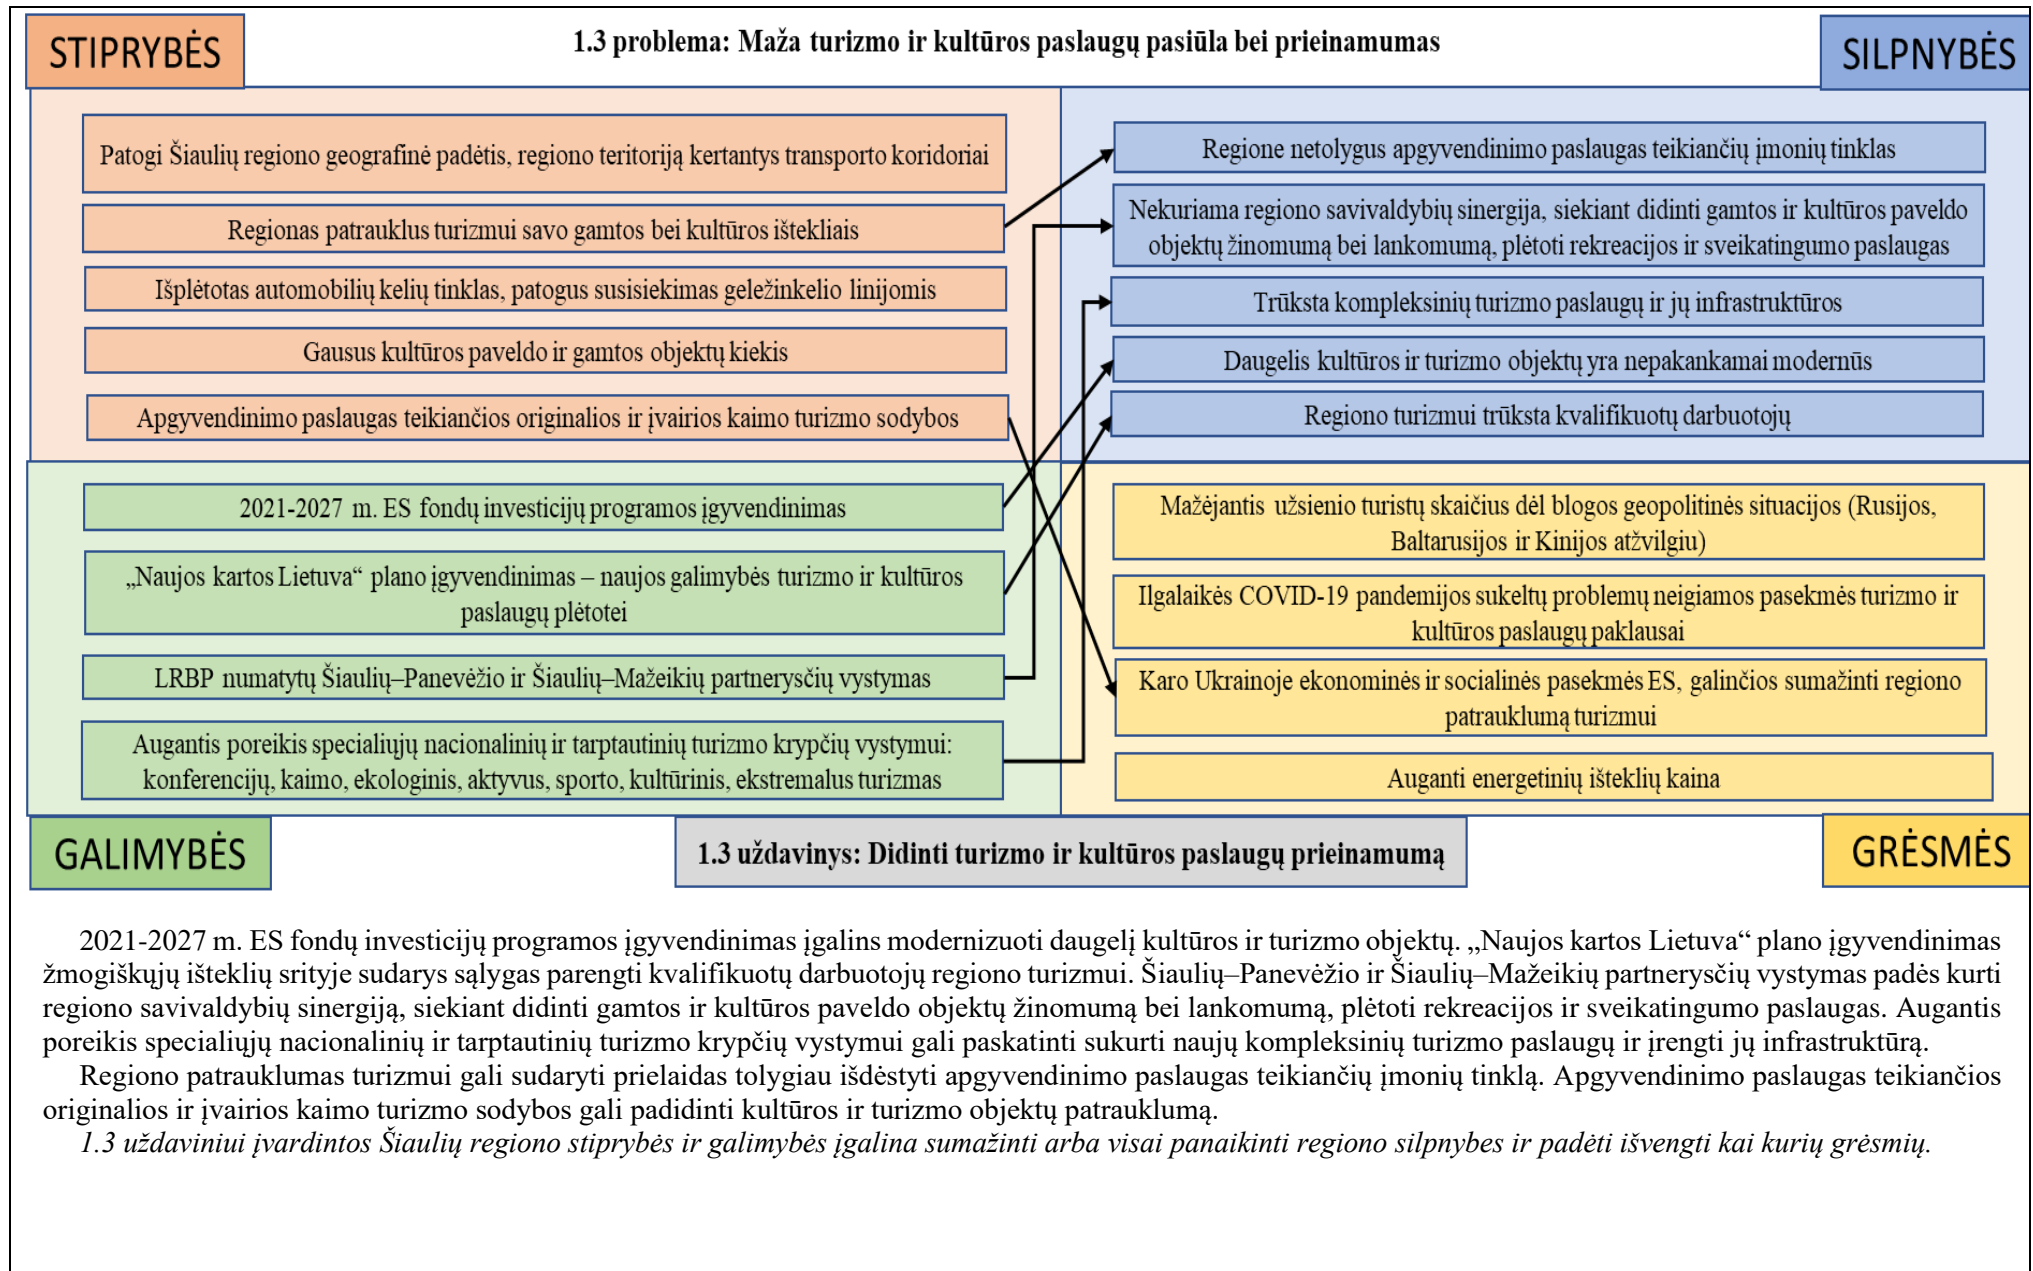 STIPRYBĖS
1.3 problema: Maža turizmo ir kultūros paslaugų pasiūla bei prieinamumas
SILPNYBĖS
Patogi Šiaulių regiono geografinė padėtis, regiono teritoriją kertantys transporto koridoriai
Regionas patrauklus turizmui savo gamtos bei kultūros ištekliais
Išplėtotas automobilių kelių tinklas, patogus susisiekimas geležinkelio linijomis
Gausus kultūros paveldo ir gamtos objektų kiekis
Apgyvendinimo paslaugas teikiančios originalios ir įvairios kaimo turizmo sodybos
Regione netolygus apgyvendinimo paslaugas teikiančių įmonių tinklas
Nekuriama regiono savivaldybių sinergija, siekiant didinti gamtos ir kultūros paveldo
objektų žinomumą bei lankomumą, plėtoti rekreacijos ir sveikatingumo paslaugas
Trūksta kompleksinių turizmo paslaugų ir jų infrastruktūros
Daugelis kultūros ir turizmo objektų yra nepakankamai modernūs
Regiono turizmui trūksta kvalifikuotų darbuotojų
2021-2027 m. ES fondų investicijų programos įgyvendinimas
„Naujos kartos Lietuva“ plano įgyvendinimas – naujos galimybės turizmo ir kultūros
paslaugų plėtotei
LRBP numatytų Šiaulių–Panevėžio ir Šiaulių–Mažeikių partnerysčių vystymas
Augantis poreikis specialiųjų nacionalinių ir tarptautinių turizmo krypčių vystymui:
konferencijų, kaimo, ekologinis, aktyvus, sporto, kultūrinis, ekstremalus turizmas
Mažėjantis užsienio turistų skaičius dėl blogos geopolitinės situacijos (Rusijos,
Baltarusijos ir Kinijos atžvilgiu)
Ilgalaikės COVID-19 pandemijos sukeltų problemų neigiamos pasekmės turizmo ir
kultūros paslaugų paklausai
Karo Ukrainoje ekonominės ir socialinės pasekmės ES, galinčios sumažinti regiono
patrauklumą turizmui
Auganti energetinių išteklių kaina
GALIMYBĖS
1.3 uždavinys: Didinti turizmo ir kultūros paslaugų prieinamumą
GRĖSMĖS
2021-2027 m. ES fondų investicijų programos įgyvendinimas įgalins modernizuoti daugelį kultūros ir turizmo objektų. „Naujos kartos Lietuva“ plano įgyvendinimas
žmogiškųjų išteklių srityje sudarys sąlygas parengti kvalifikuotų darbuotojų regiono turizmui. Šiaulių–Panevėžio ir Šiaulių–Mažeikių partnerysčių vystymas padės kurti
regiono savivaldybių sinergiją, siekiant didinti gamtos ir kultūros paveldo objektų žinomumą bei lankomumą, plėtoti rekreacijos ir sveikatingumo paslaugas. Augantis
poreikis specialiųjų nacionalinių ir tarptautinių turizmo krypčių vystymui gali paskatinti sukurti naujų kompleksinių turizmo paslaugų ir įrengti jų infrastruktūrą.
Regiono patrauklumas turizmui gali sudaryti prielaidas tolygiau išdėstyti apgyvendinimo paslaugas teikiančių įmonių tinklą. Apgyvendinimo paslaugas teikiančios
originalios ir įvairios kaimo turizmo sodybos gali padidinti kultūros ir turizmo objektų patrauklumą.
1.3 uždaviniui įvardintos Šiaulių regiono stiprybės ir galimybės įgalina sumažinti arba visai panaikinti regiono silpnybes ir padėti išvengti kai kurių grėsmių.